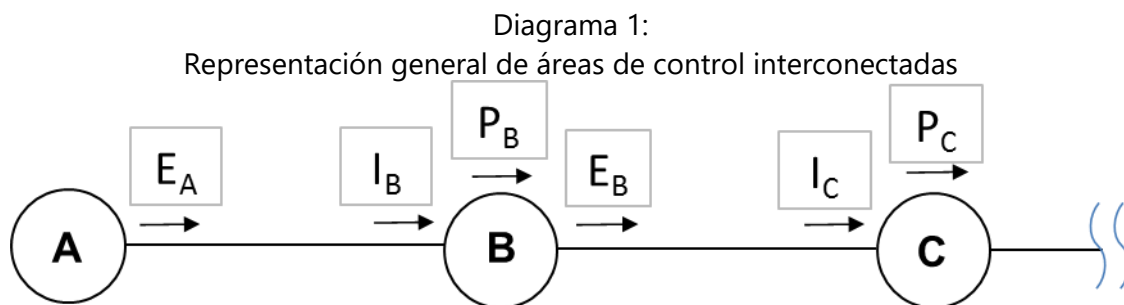 Diagrama 1:
Representación general de áreas de control interconectadas
E_A
I_B
P_B
E_B
I_C
P_C
A
B
C